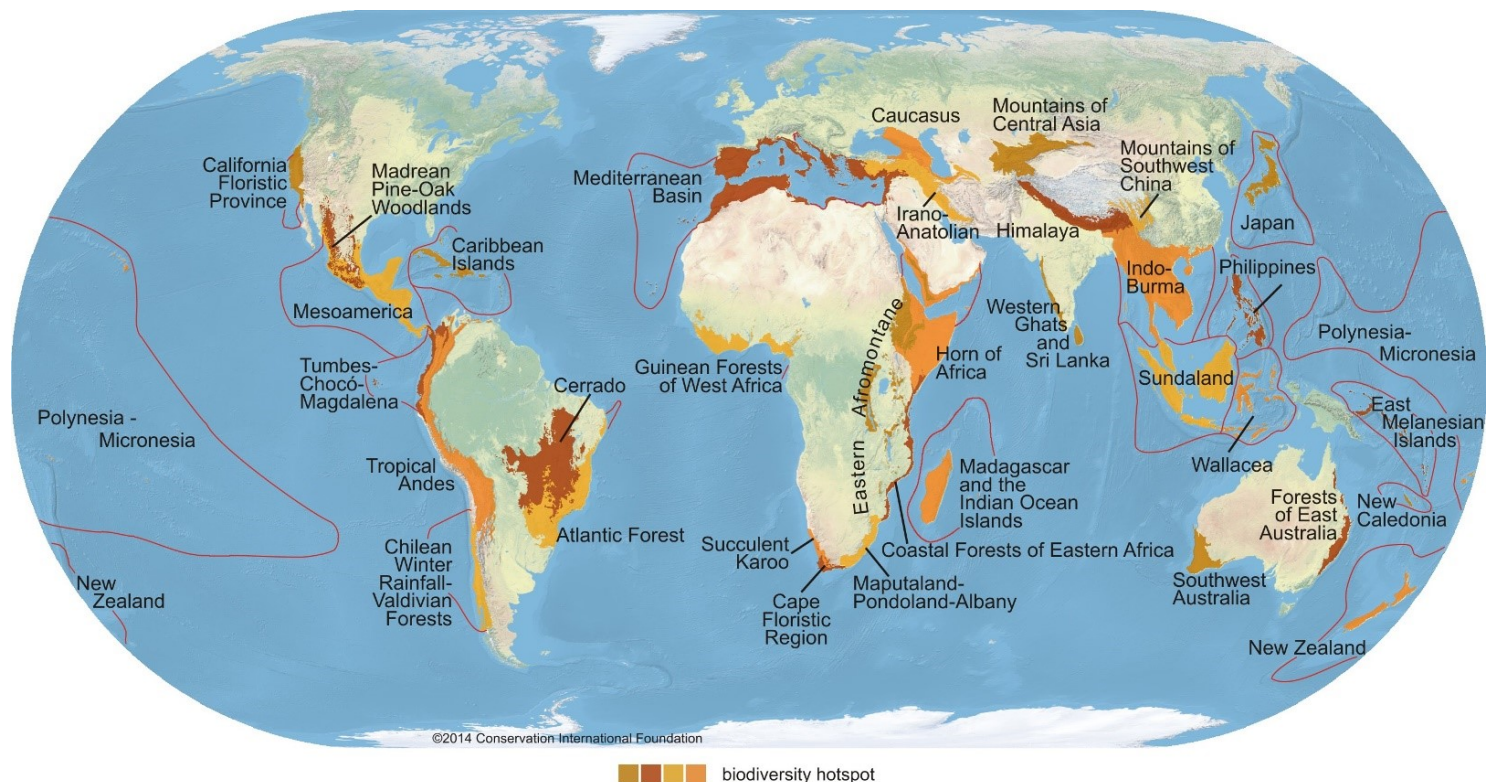 Caucasus
Mountains of
Central Asia
Mountains of
Southwest
China
California
Floristic
Province
Madrean
Pine-Oak
Woodlands
Mediterranean
Basin
Irano-
Anatolian
Himalaya
Japan
Caribbean
Islands
Indo-
Burma
Philippines
Mesoamerica
Western
Ghats
and
Sri Lanka
Polynesia-
Micronesia
Tumbes-
Chocó-
Magdalena
Cerrado
Guinean Forests
of West Africa
Eastern Afromontane
Horn of
Africa
Sundaland
East
Melanesian
Islands
Polynesia -
Micronesia
Tropical
Andes
Wallacea
Madagascar
and the
Indian Ocean
Islands
Forests
of East
Australia
New
Caledonia
Atlantic Forest
Chilean
Winter
Rainfall-
Valdivian
Forests
Succulent
Karoo
Coastal Forests of Eastern Africa
New
Zealand
Cape
Floristic
Region
Maputaland-
Pondoland-Albany
Southwest
Australia
New Zealand
©2014 Conservation International Foundation
biodiversity hotspot